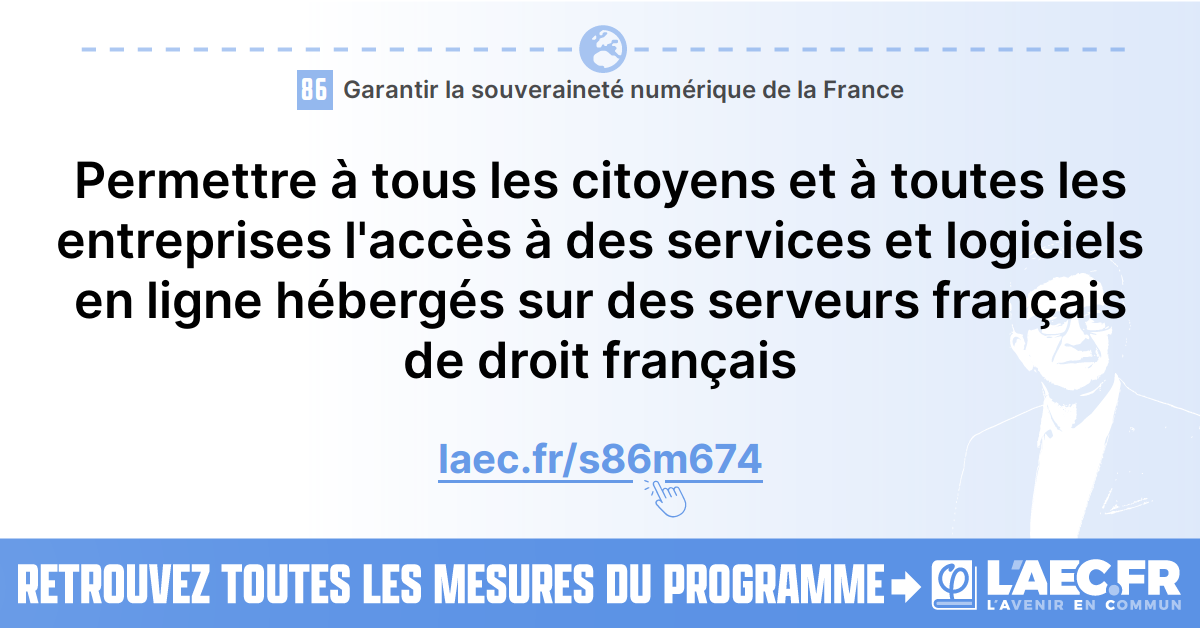 86 Garantir la souveraineté numérique de la France
Permettre à tous les citoyens et à toutes les
entreprises l'accès à des services et logiciels
en ligne hébergés sur des serveurs français
de droit français
laec.fr/s86m674
RETROUVEZ TOUTES LES MESURES DU PROGRAMME
L'AEC.FR
L'AVENIR EN COMMUN